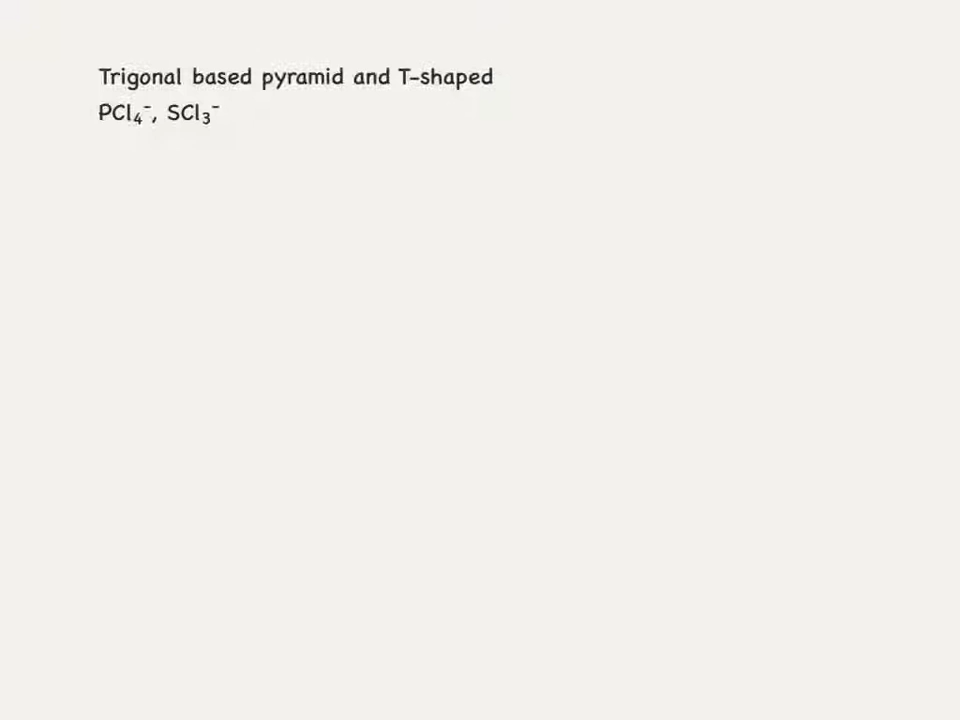 Trigonal based pyramid and T-shaped
PCl₄⁻, SCl₃⁻